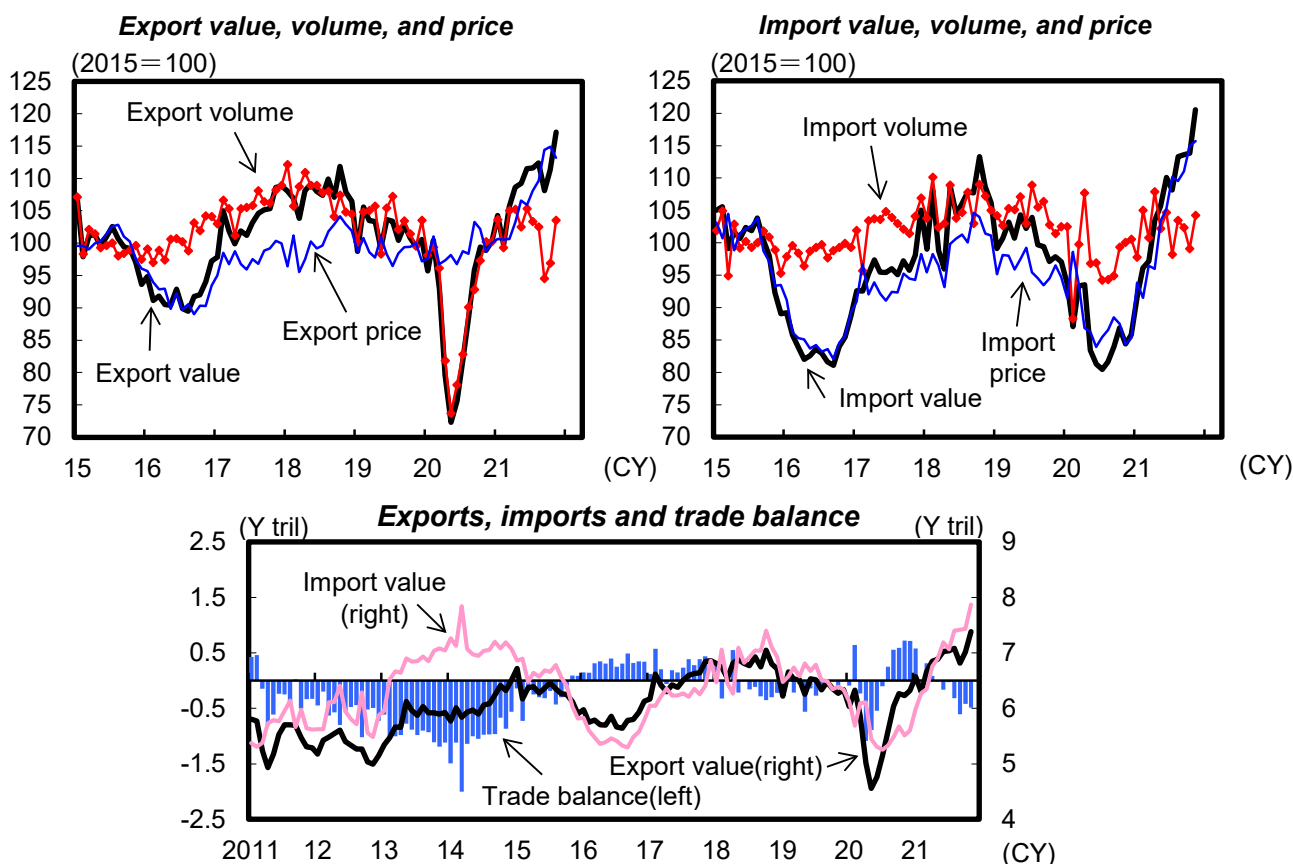 Export value, volume, and price
(2015＝100)
125
120
115
110
105
100
95
90
85
80
75
70
Export volume
Export price
Export value
15 16 17 18 19 20 21 (CY)
Import value, volume, and price
(2015＝100)
125
120
115
110
105
100
95
90
85
80
75
70
Import volume
Import
price
Import value
15 16 17 18 19 20 21 (CY)
Exports, imports and trade balance
(Y tril)
(Y tril)
2.5
1.5
0.5
-0.5
-1.5
-2.5
Import value
(right)
Export value(right)
Trade balance(left)
9
8
7
6
5
4
2011 12 13 14 15 16 17 18 19 20 21 (CY)